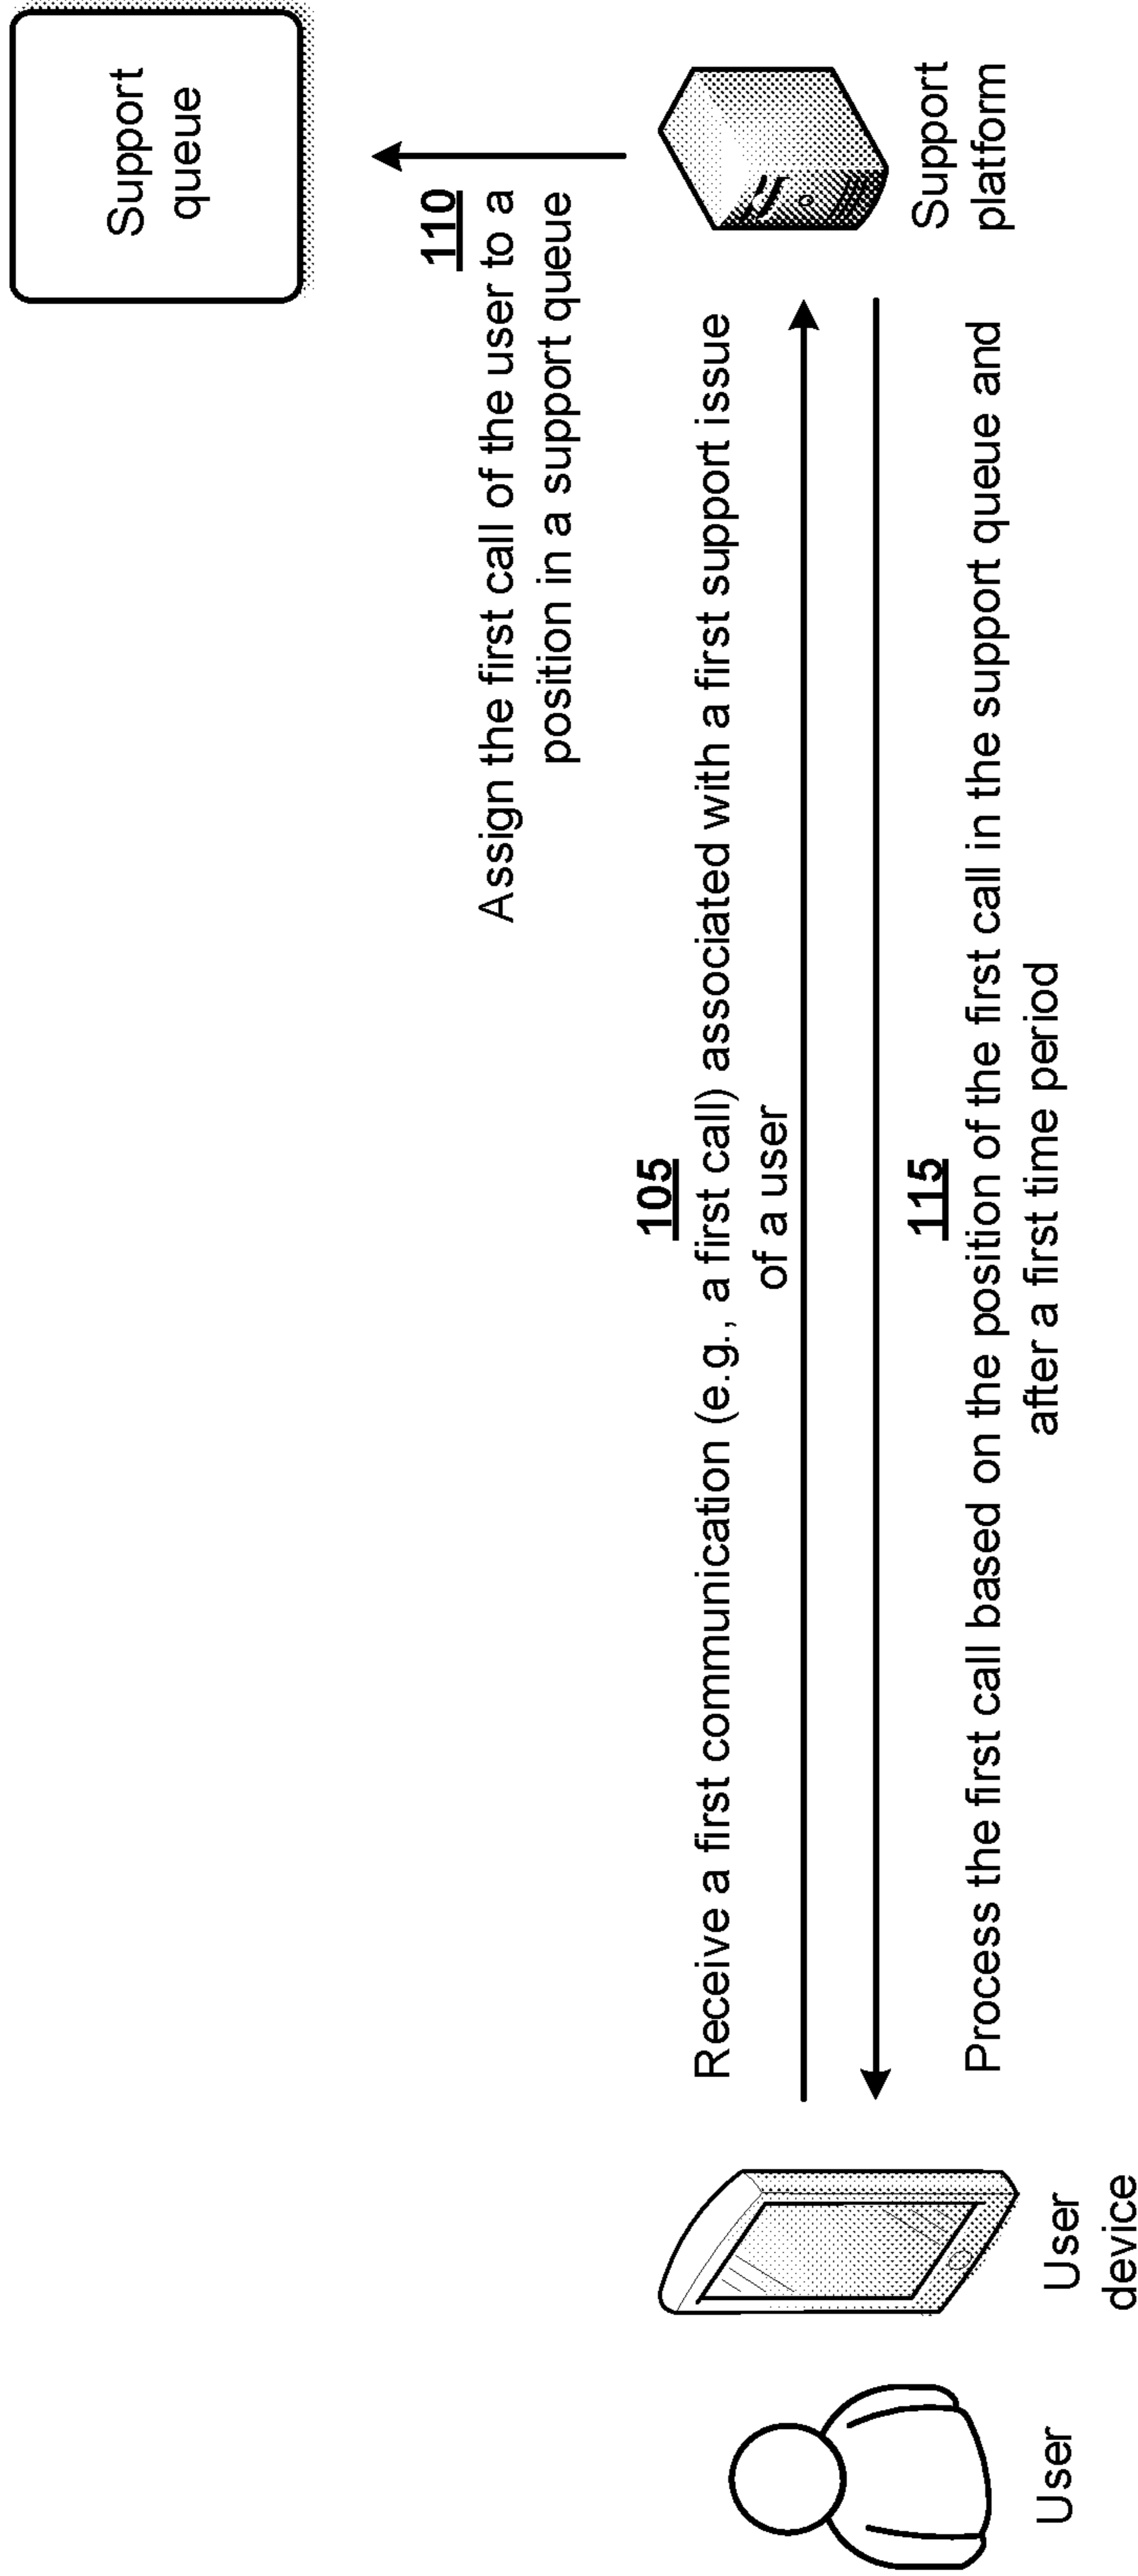 Support
queue
110
Assign the first call of the user to a
position in a support queue
105
Receive a first communication (e.g., a first call) associated with a first support issue
of a user
115
Process the first call based on the position of the first call in the support queue and
after a first time period
User
User
device
Support
platform